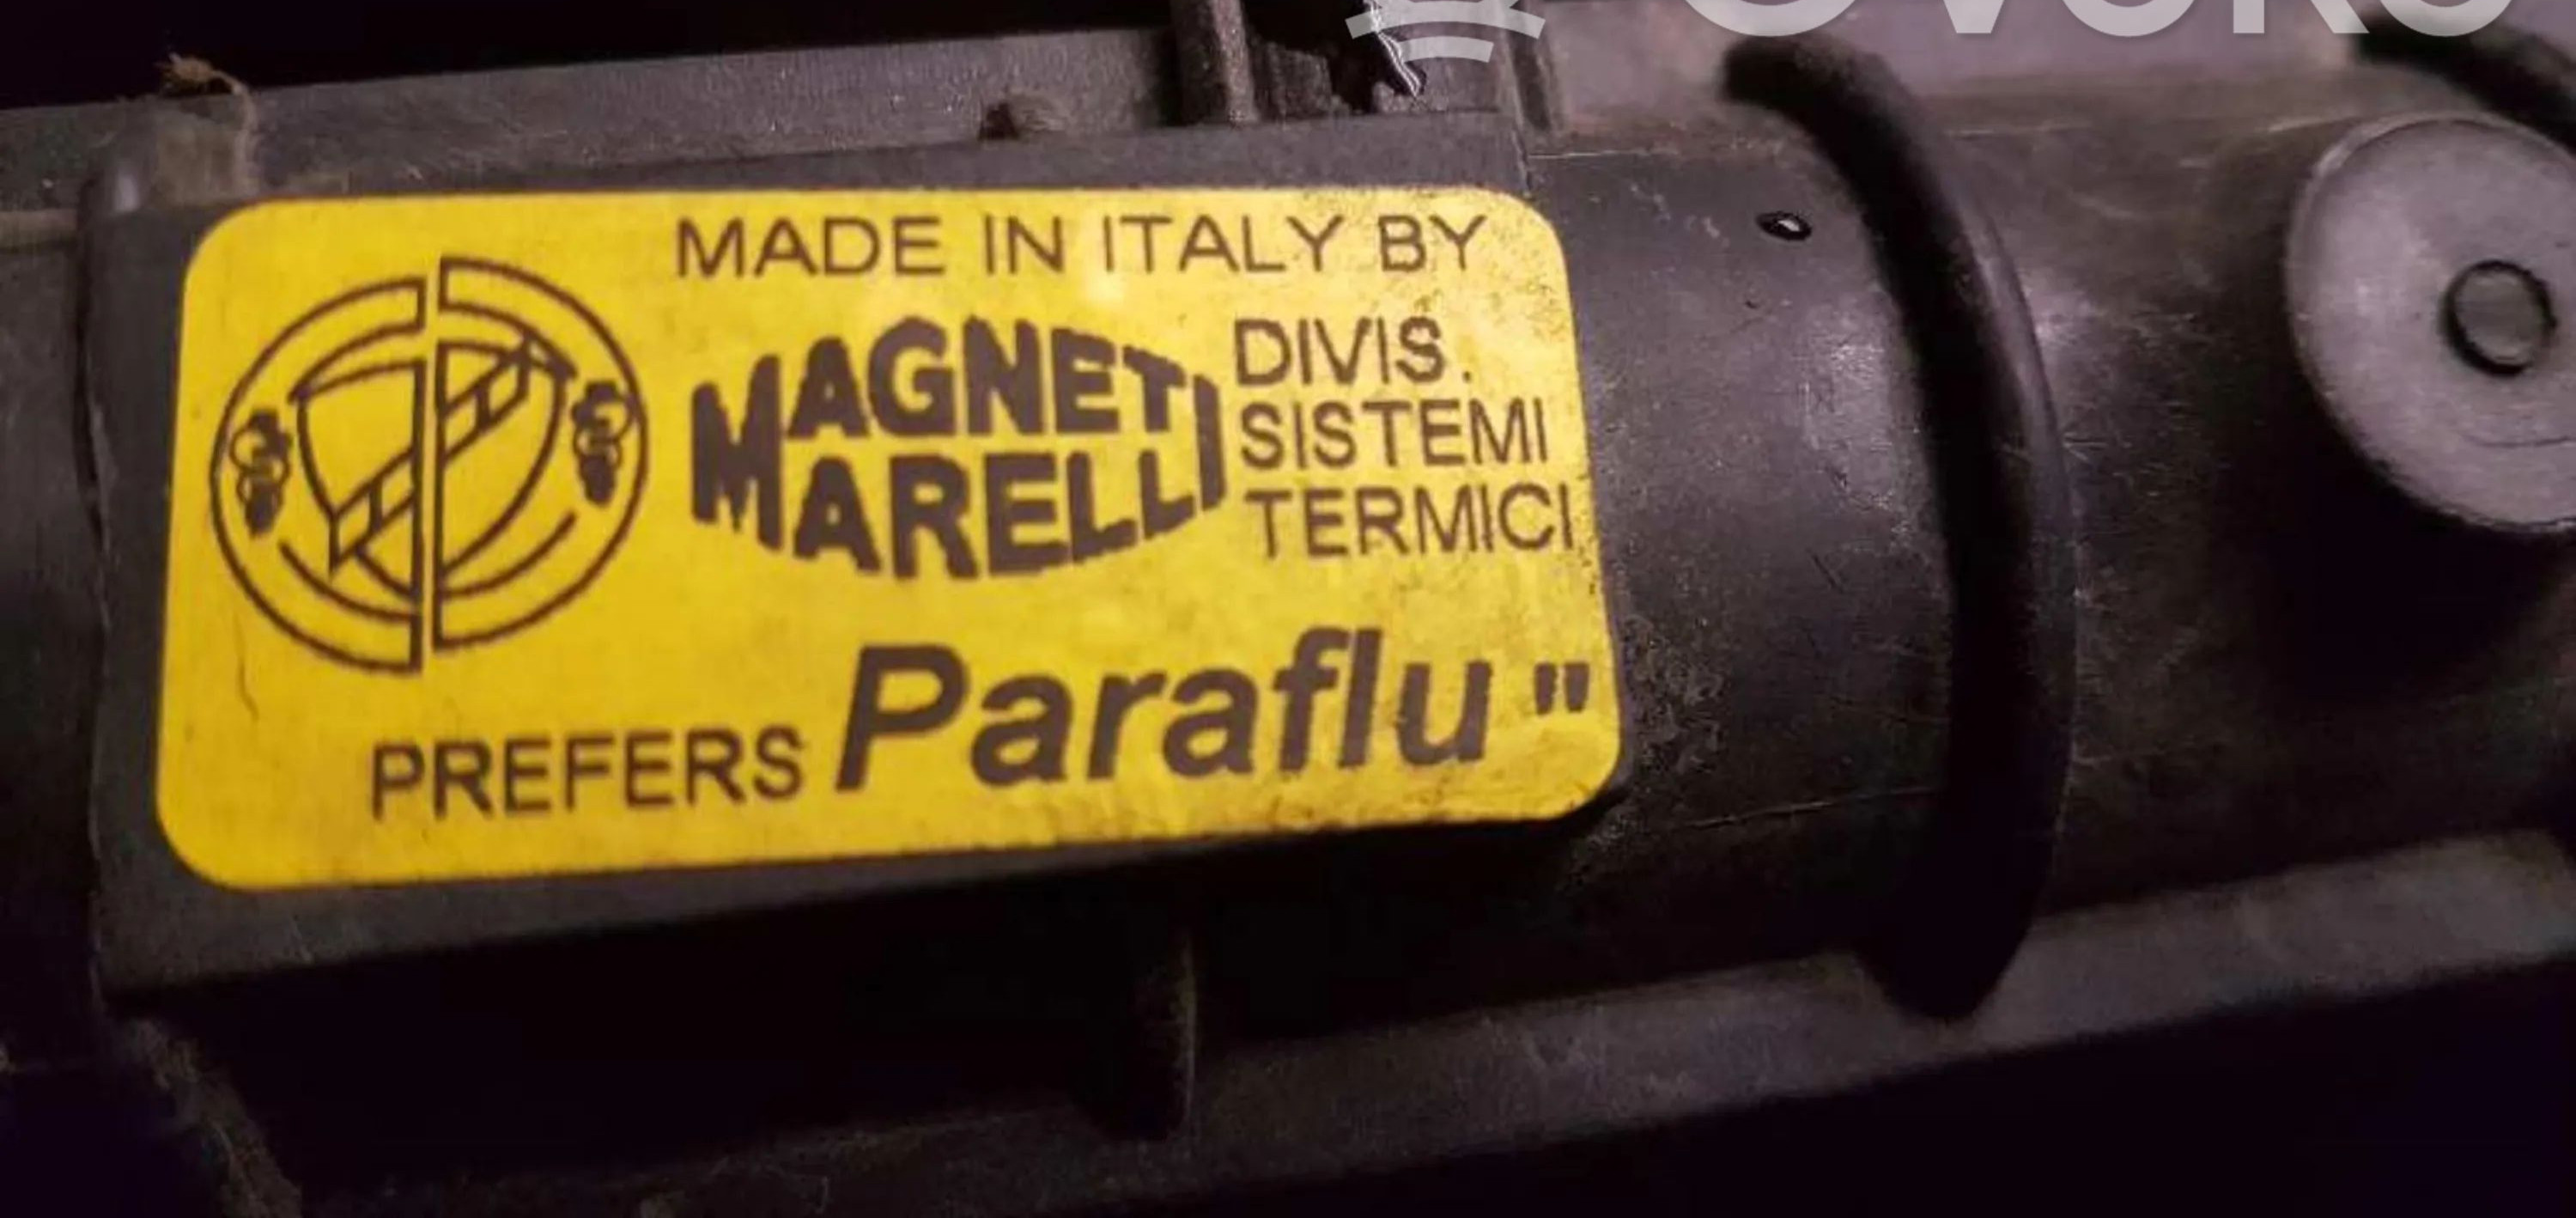 MADE IN ITALY BY
MAGNETI
MARELLI
DIVIS.
SISTEMI
TERMICI
PREFERS Paraflu "